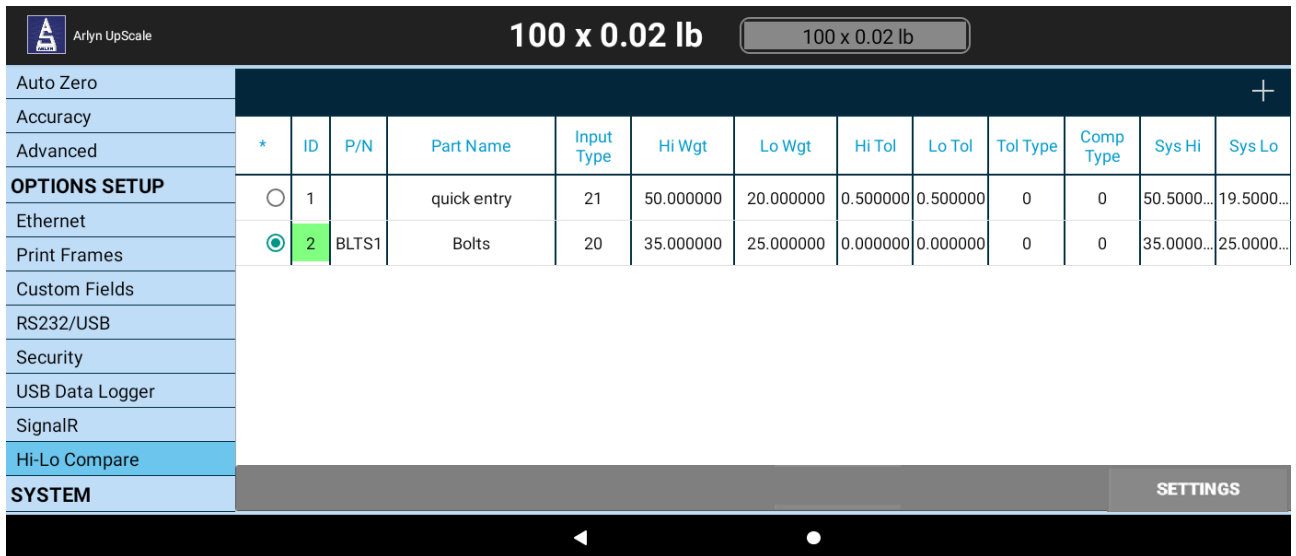 ARLYN
Arlyn UpScale
100 x 0.02 lb
100 x 0.02 lb
Auto Zero
Accuracy
Advanced
OPTIONS SETUP
Ethernet
Print Frames
Custom Fields
RS232/USB
Security
USB Data Logger
SignalR
Hi-Lo Compare
SYSTEM
* ID P/N Part Name Input Type Hi Wgt Lo Wgt Hi Tol Lo Tol Tol Type Comp Type Sys Hi Sys Lo
1 quick entry 21 50.000000 20.000000 0.500000 0.500000 0 0 50.5000... 19.5000...
2 BLTS1 Bolts 20 35.000000 25.000000 0.000000 0.000000 0 0 35.0000... 25.0000...
SETTINGS